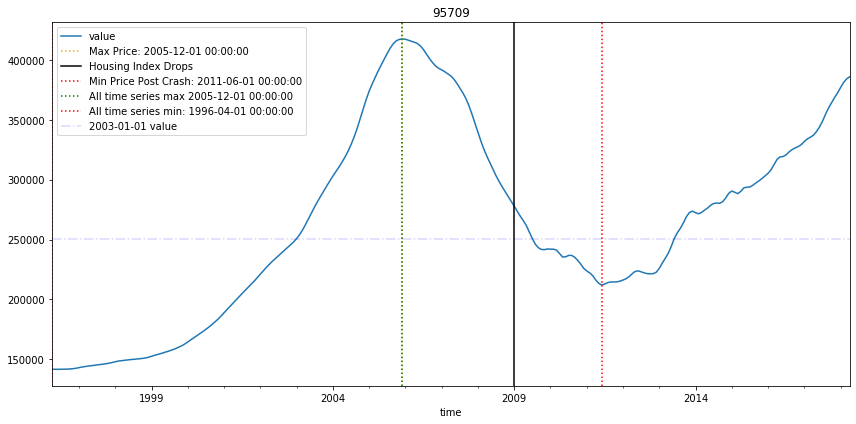 95709
value
Max Price: 2005-12-01 00:00:00
Housing Index Drops
Min Price Post Crash: 2011-06-01 00:00:00
All time series max 2005-12-01 00:00:00
All time series min: 1996-04-01 00:00:00
2003-01-01 value
400000
350000
300000
250000
200000
150000
1999
2004
2009
2014
time